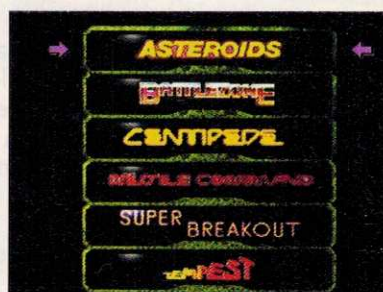 ASTEROIDS
BATTLEZONE
CENTIPEDE
MISSILE COMMAND
SUPER BREAKOUT
TEMPEST